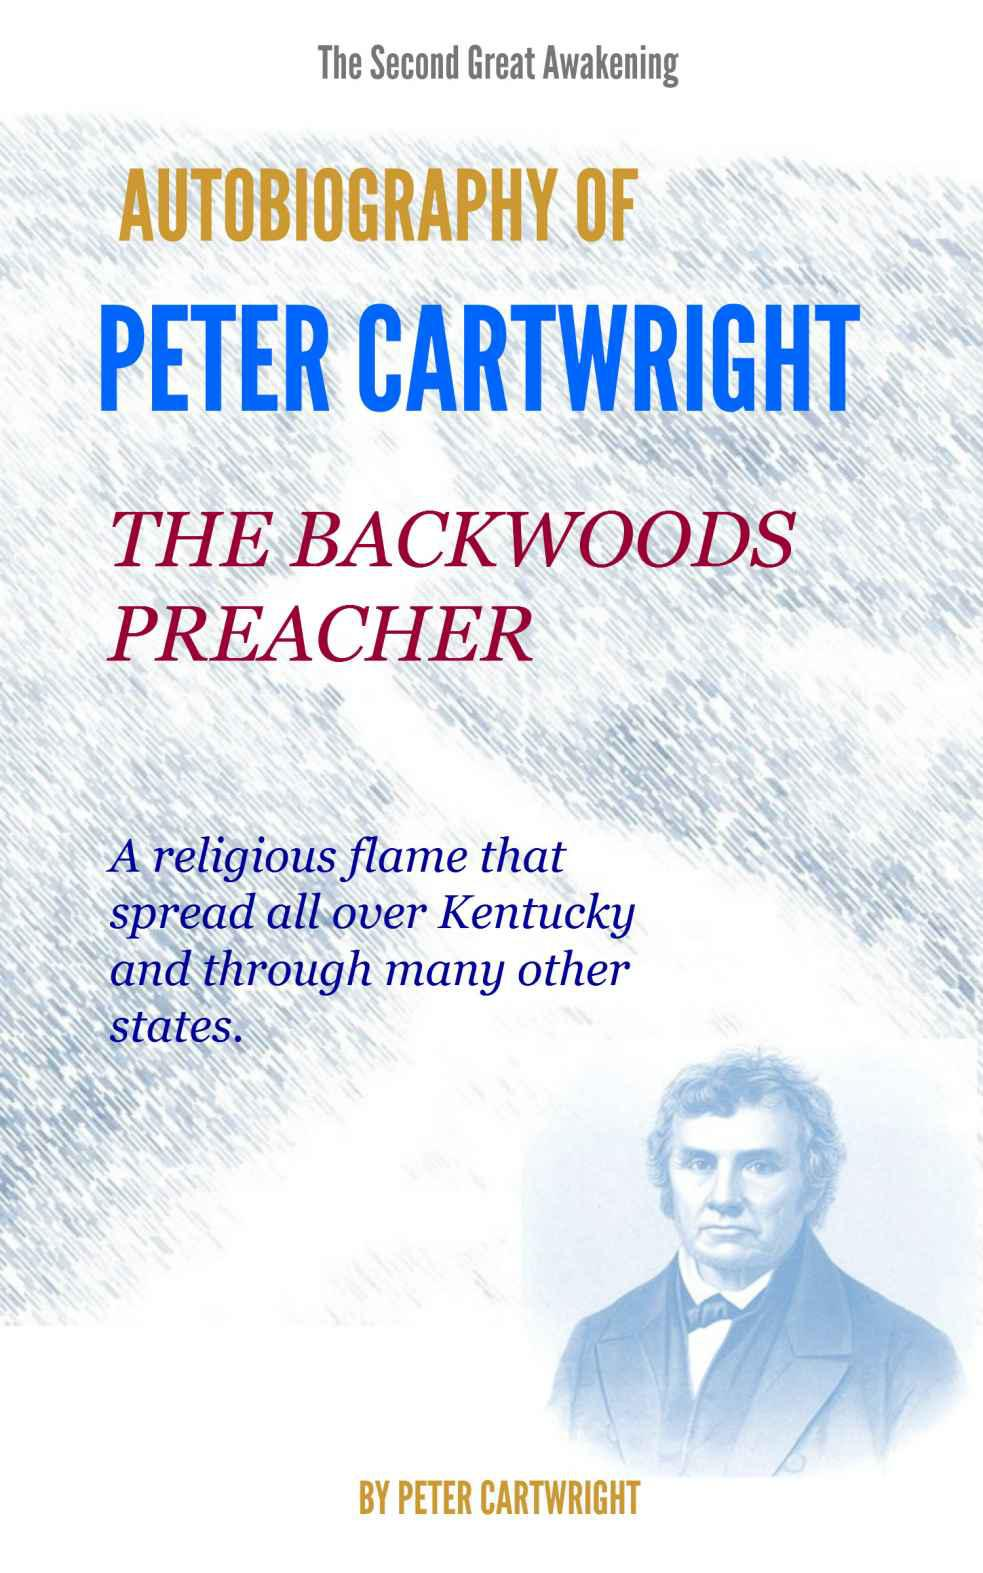 The Second Great Awakening
AUTOBIOGRAPHY OF
PETER CARTWRIGHT
THE BACKWOODS
PREACHER
A religious flame that
spread all over Kentucky
and through many other
states.
BY PETER CARTWRIGHT